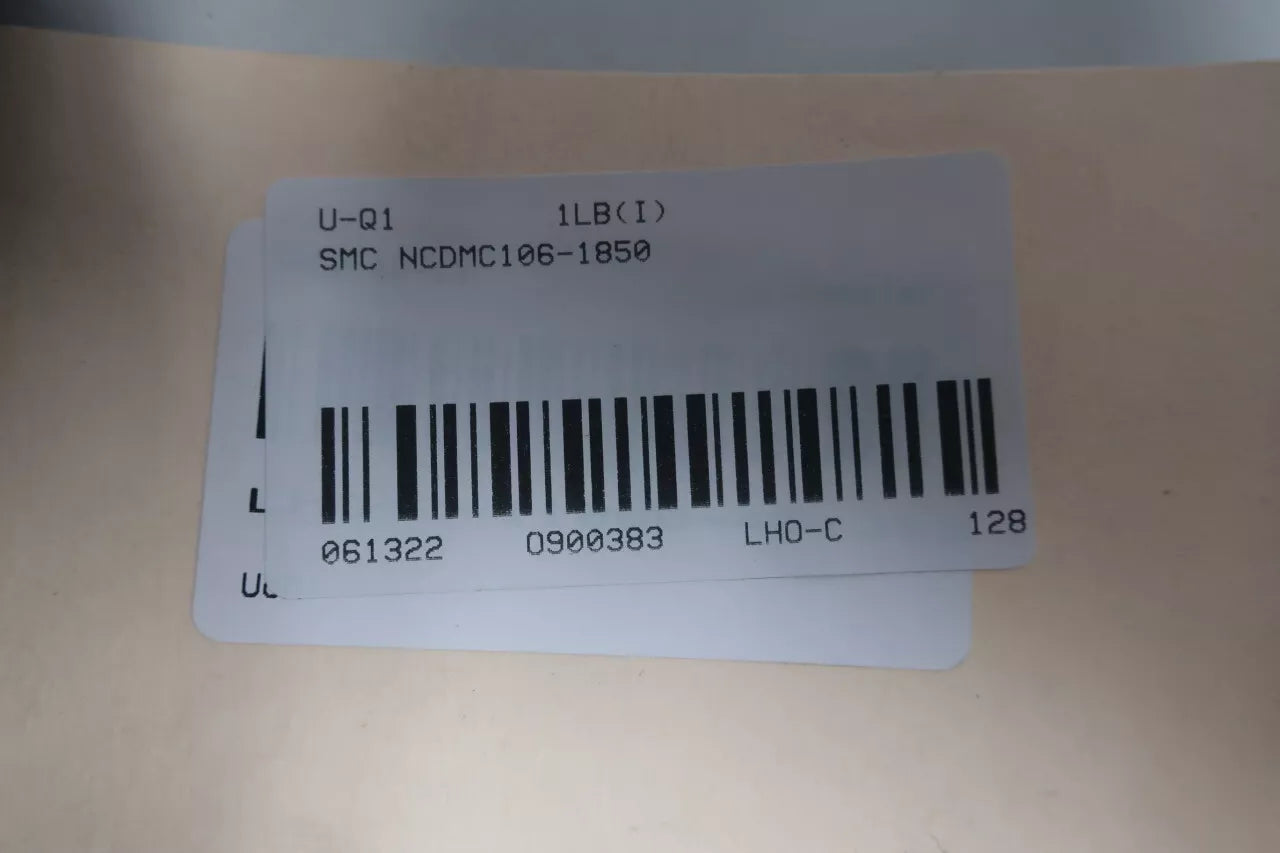 U-Q1 1LB(I)
SMC NCDMC106-1850
061322 0900383 LHO-C 128
L